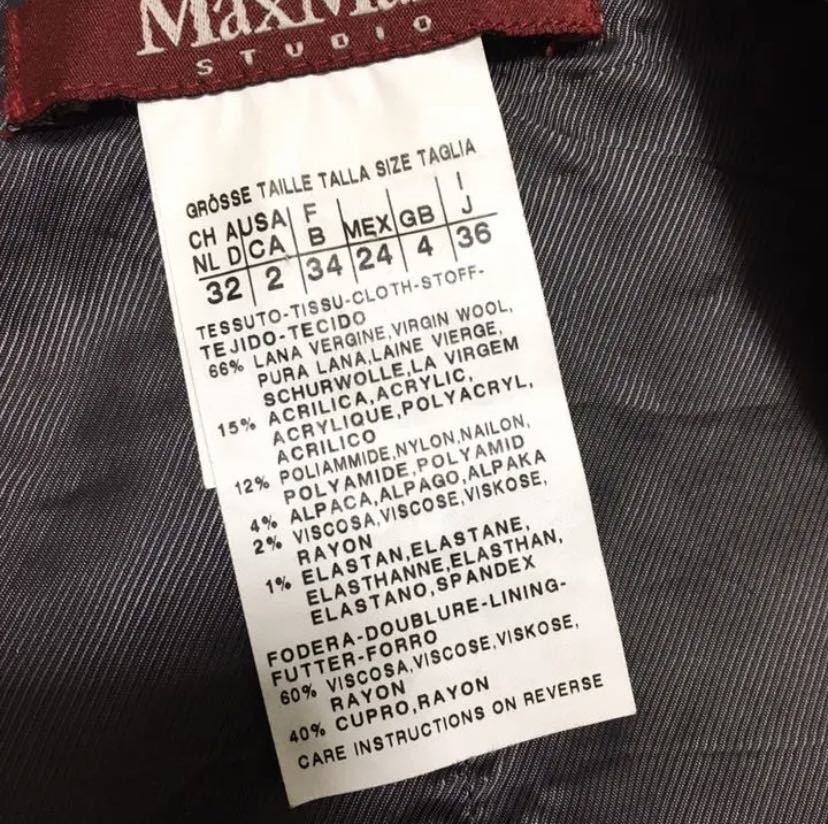 MaxMa
STUDIO
GRÖSSE TAILLE TALLA SIZE TAGLIA
CH A USA F MEX GB I
NL D CA B J
32 2 34 24 4 36
TESSUTO-TISSU-CLOTH-STOFF-
TEJIDO-TECIDO
66% LANA VERGINE,VIRGIN WOOL,
PURA LANA,LAINE VIERGE,
SCHURWOLLE,LA VIRGEM
15% ACRILICA,ACRYLIC,
ACRYLIQUE,POLYACRYL,
ACRILICO
12% POLIAMMIDE,NYLON,NAILON,
POLYAMIDE,POLYAMID
4% ALPACA,ALPAGO,ALPAKA
2% VISCOSA,VISCOSE,VISKOSE,
RAYON
1% ELASTAN,ELASTANE,
ELASTHANNE,ELASTHAN,
ELASTANO,SPANDEX
FODERA-DOUBLURE-LINING-
FUTTER-FORRO
60% VISCOSA,VISCOSE,VISKOSE,
RAYON
40% CUPRO,RAYON
CARE INSTRUCTIONS ON REVERSE